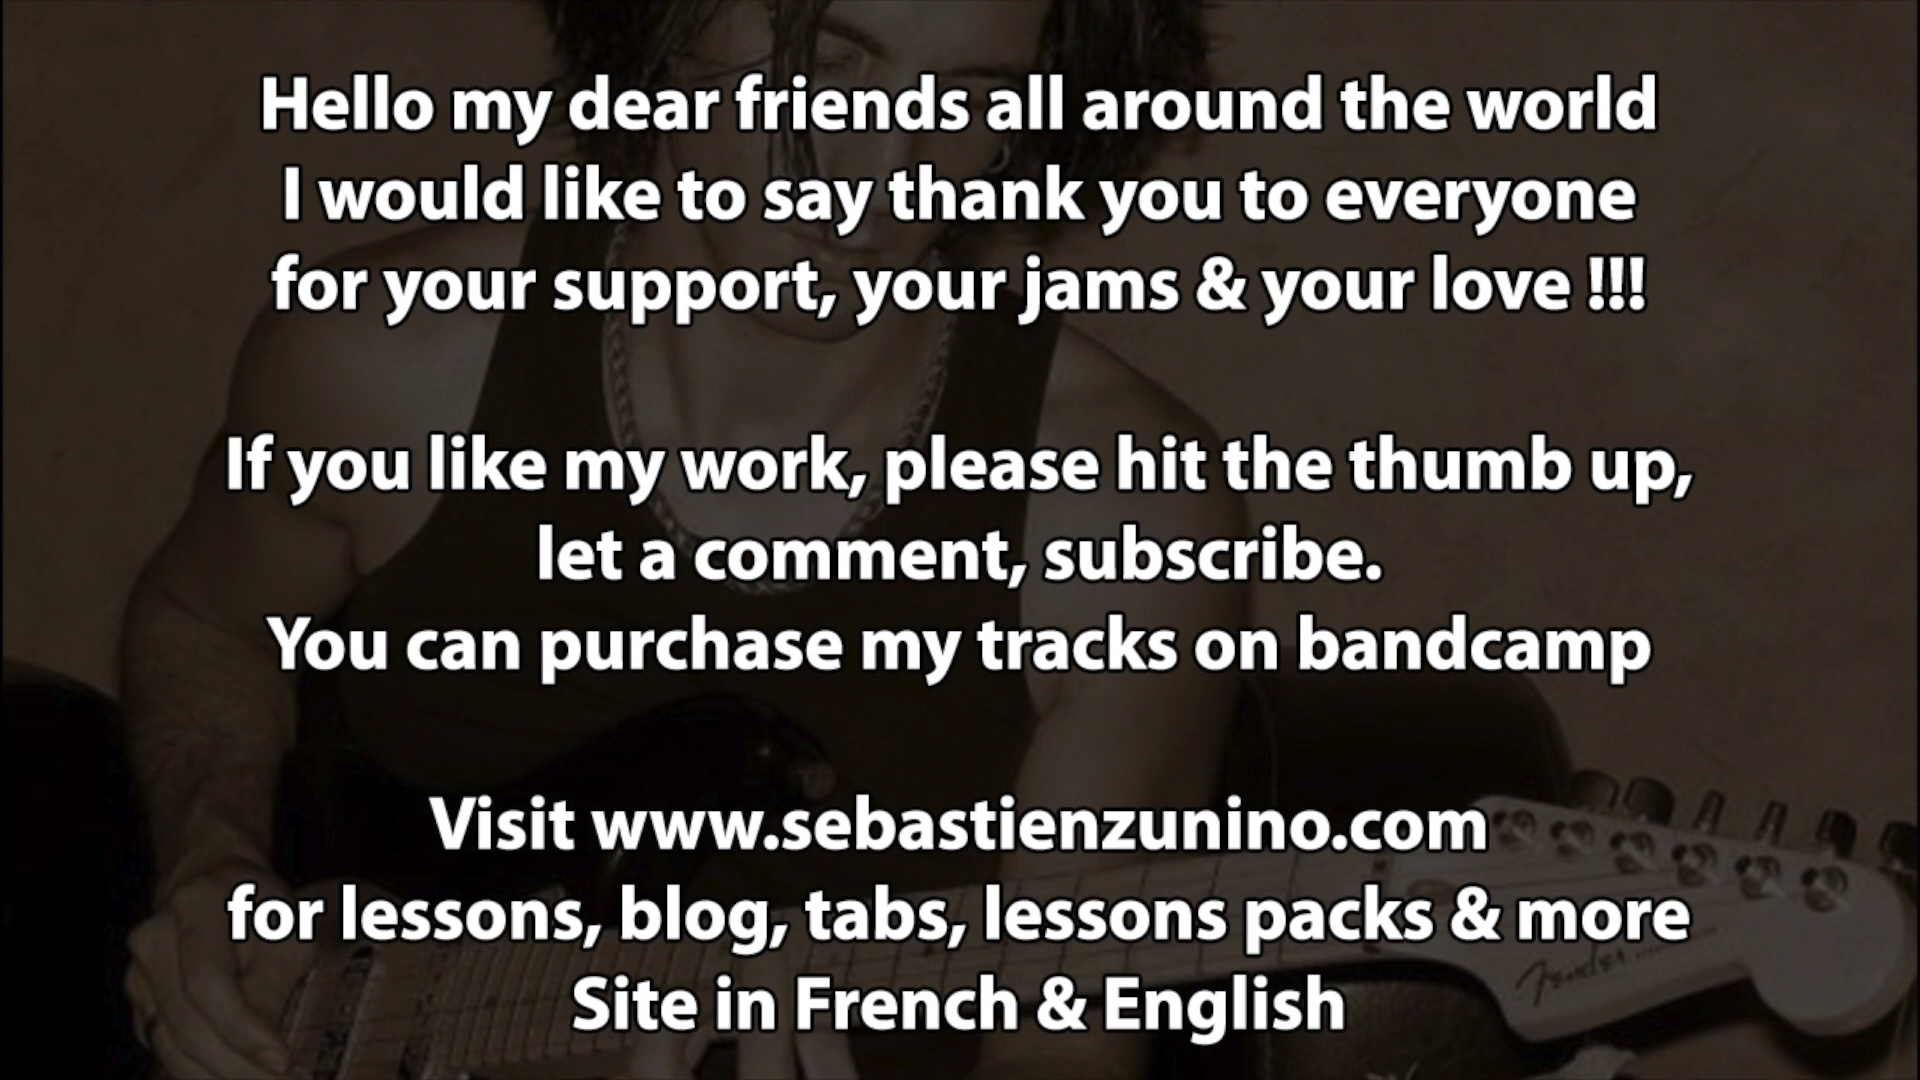 Hello my dear friends all around the world
I would like to say thank you to everyone
for your support, your jams & your love !!!
If you like my work, please hit the thumb up,
let a comment, subscribe.
You can purchase my tracks on bandcamp
Visit www.sebastienzunino.com
for lessons, blog, tabs, lessons packs & more
Site in French & English
Fender